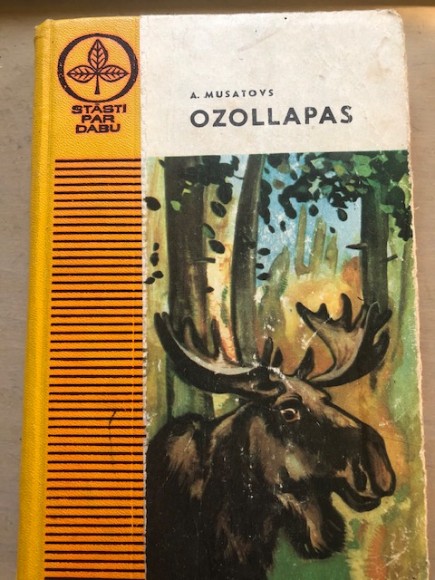 STĀSTI
PAR
DABU
A. MUSATOVS
OZOLLAPAS